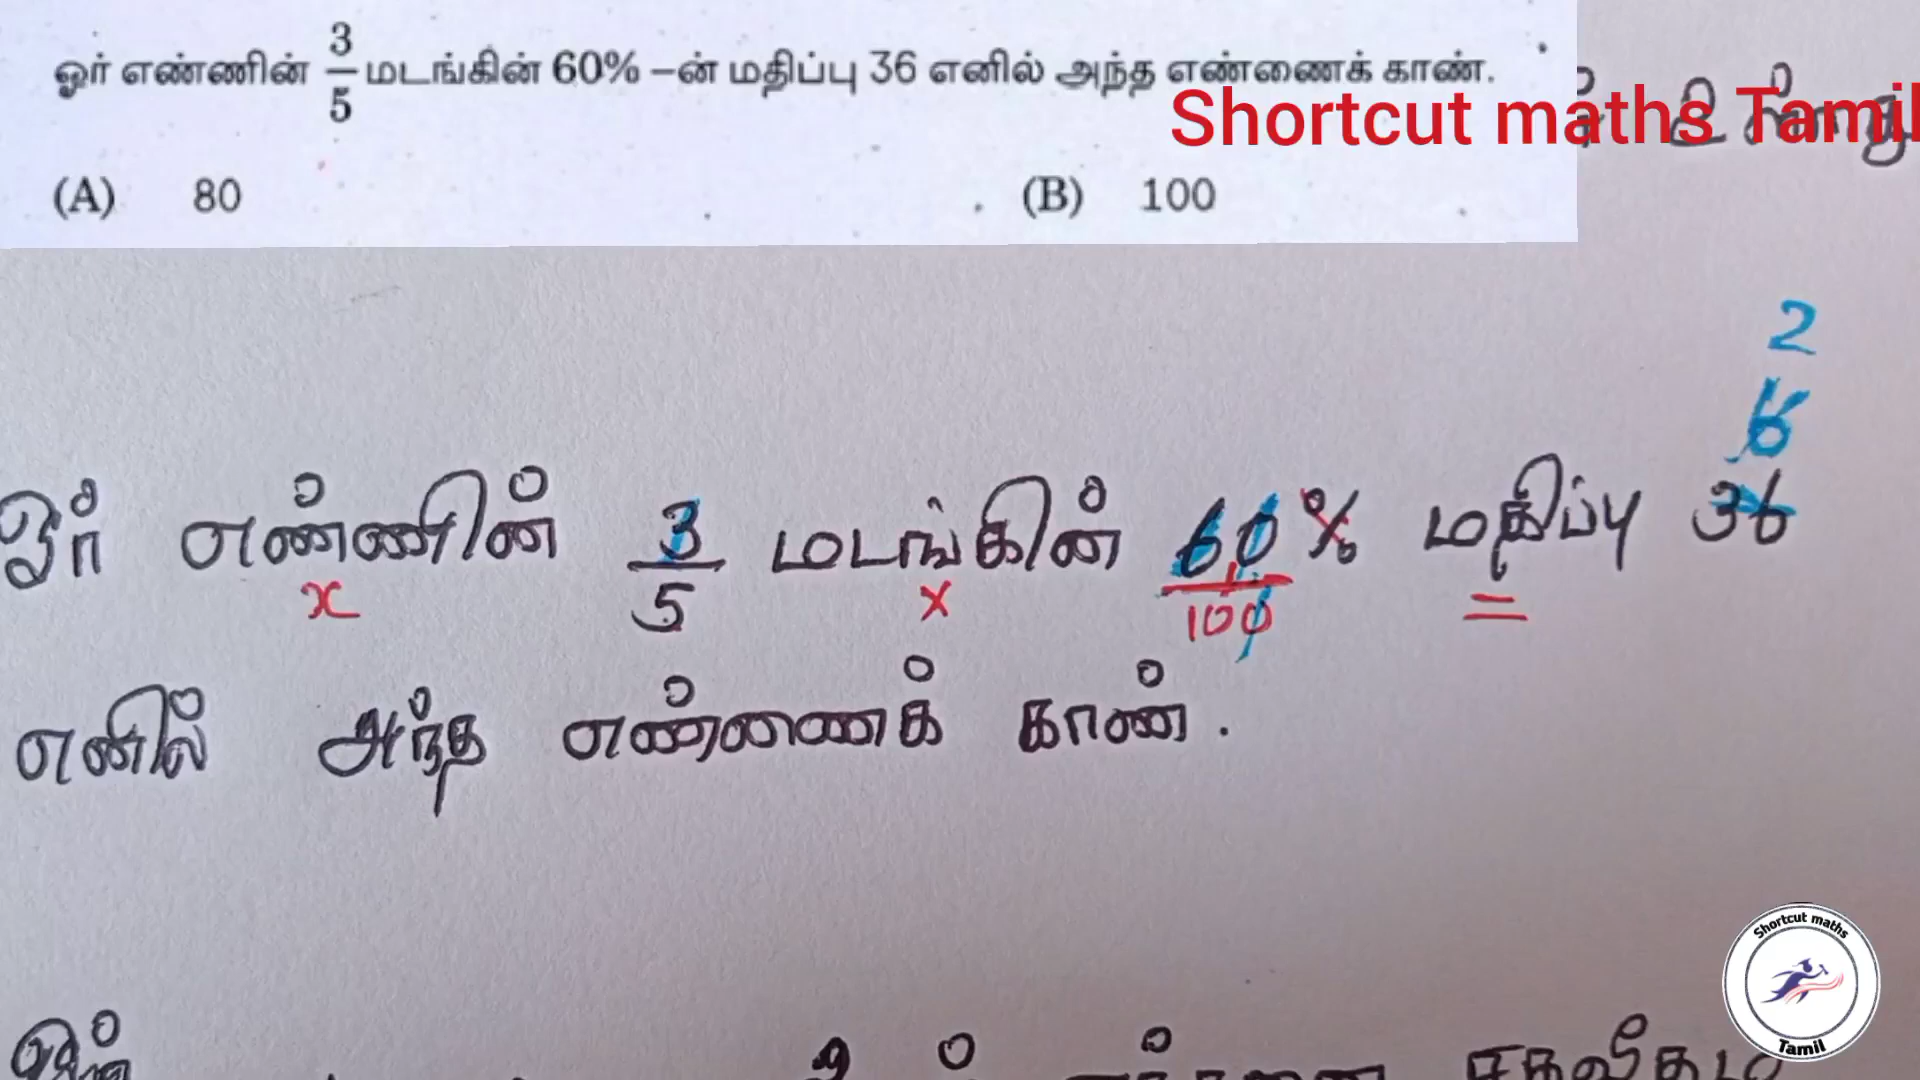 ஓர் எண்ணின் 3/5 மடங்கின் 60% –ன் மதிப்பு 36 எனில் அந்த எண்ணைக் காண்.
Shortcut maths Tamil
(A) 80 (B) 100
2
6
ஓர் எண்ணின் 3/5 மடங்கின் 60% மதிப்பு 36
x x 100 =
எனில் அந்த எண்ணைக் காண்.
Shortcut maths
Tamil